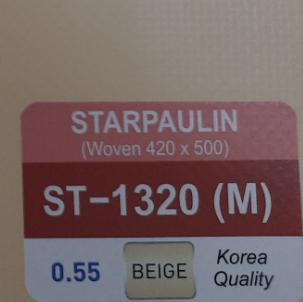 STARPAULIN
(Woven 420 x 500)
ST-1320 (M)
0.55 BEIGE Korea Quality